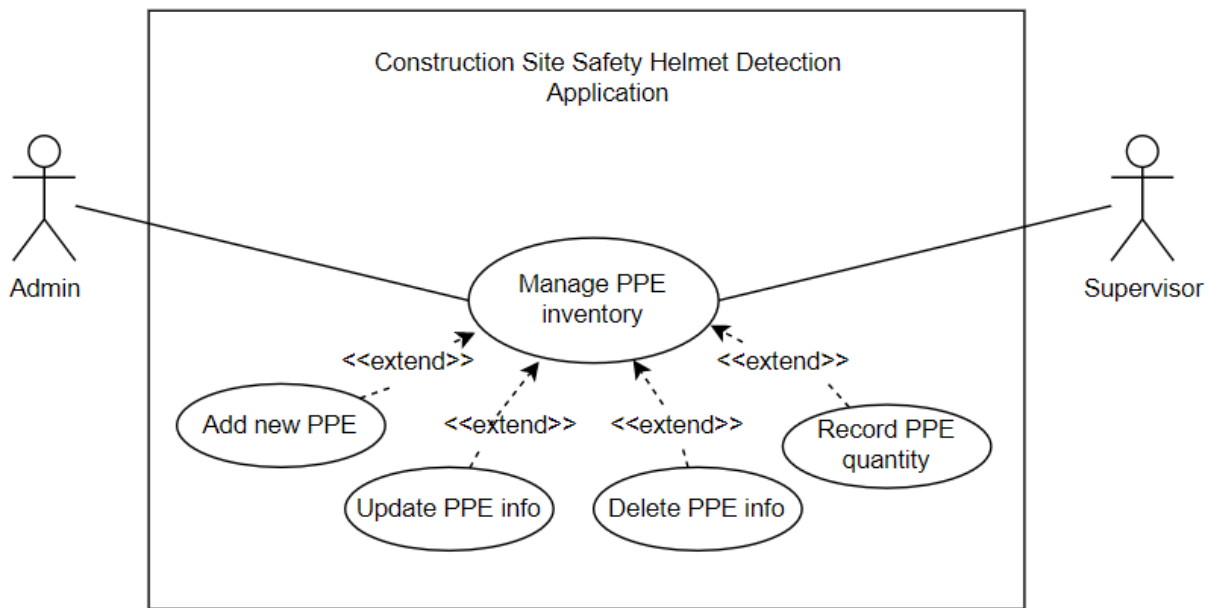 Construction Site Safety Helmet Detection
Application
Admin
Supervisor
Manage PPE
inventory
<<extend>>
<<extend>>
<<extend>>
<<extend>>
Add new PPE
Update PPE info
Delete PPE info
Record PPE
quantity